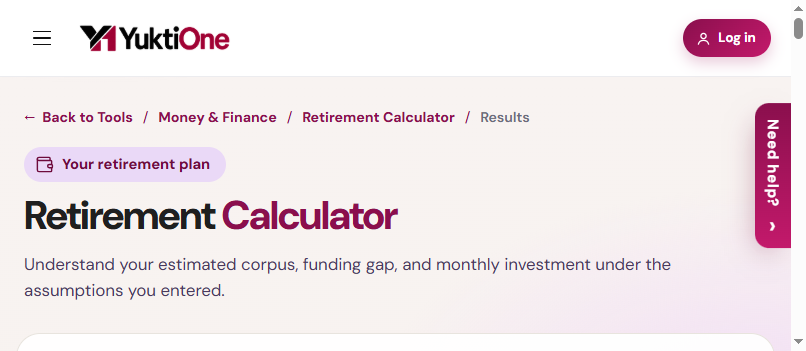 YuktiOne
Log in
← Back to Tools / Money & Finance / Retirement Calculator / Results
Need help? ›
Your retirement plan
Retirement Calculator
Understand your estimated corpus, funding gap, and monthly investment under the
assumptions you entered.